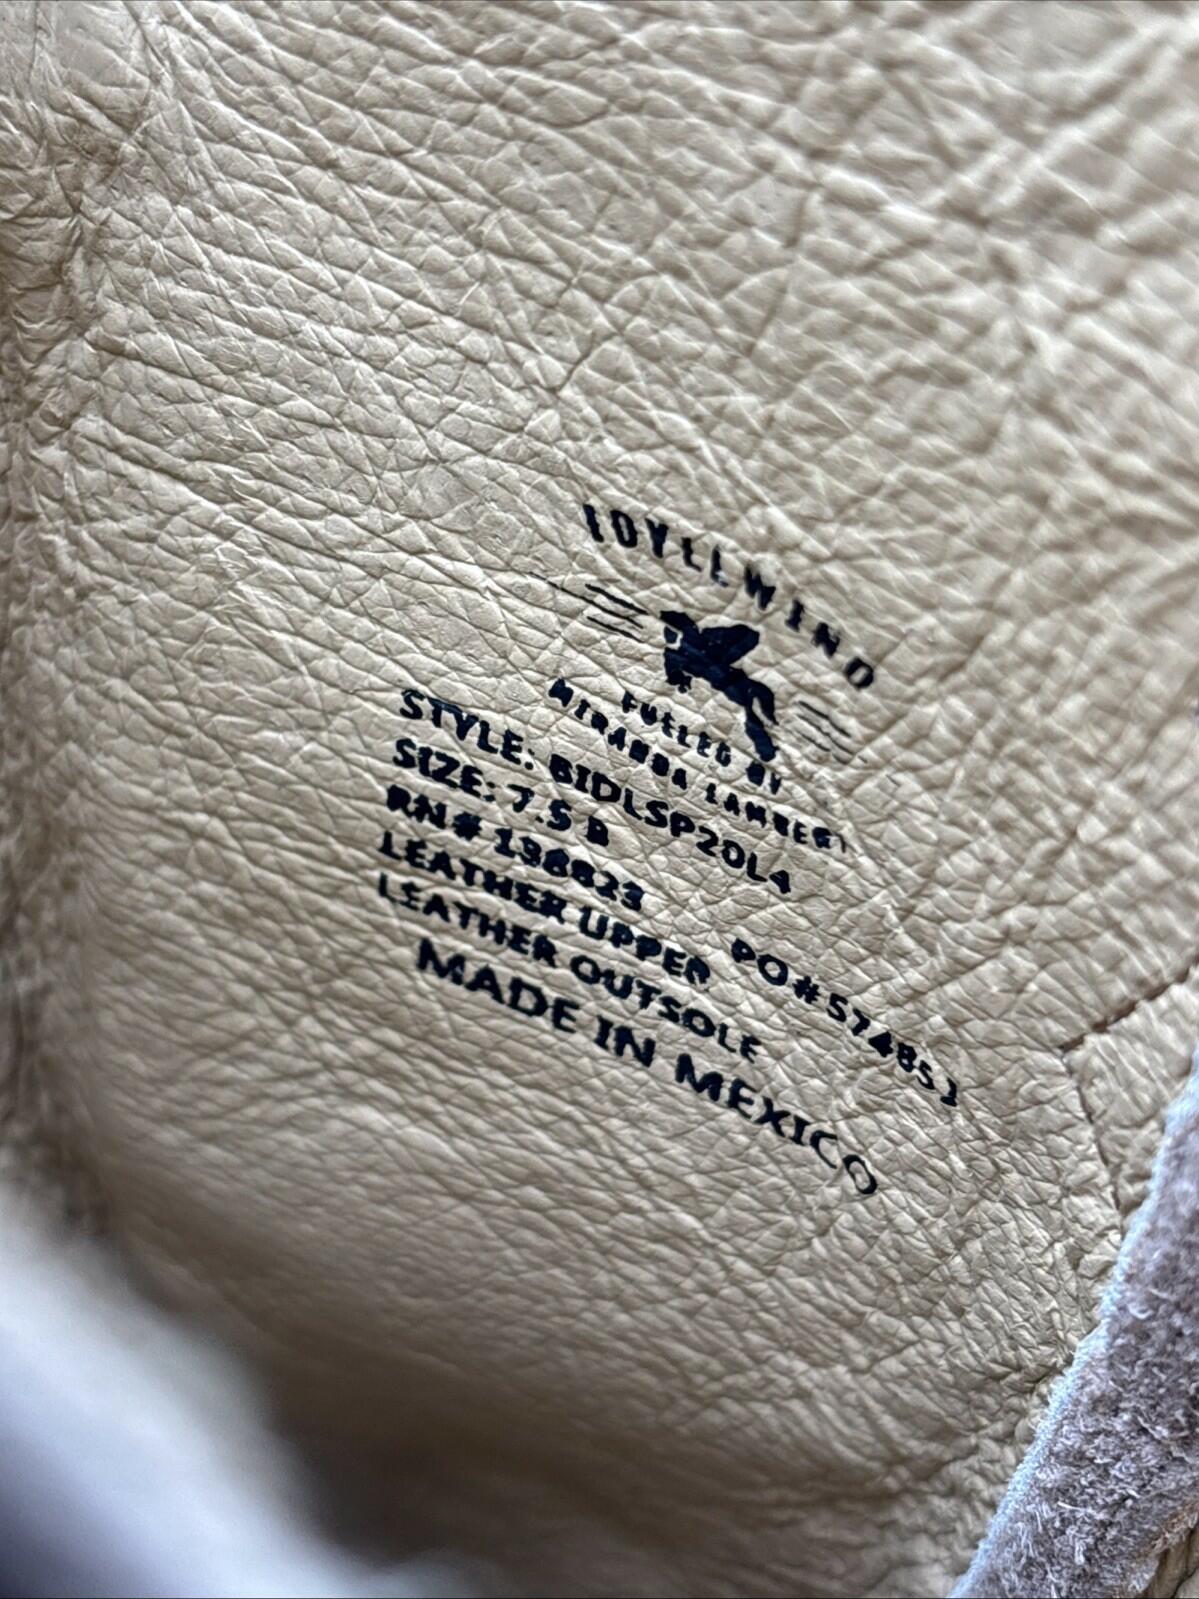 IDYLLWIND
FUELED BY
MIRANDA LAMBERT
STYLE: BIDLSP20L4
SIZE: 7.5 B
RN# 138823
LEATHER UPPER PO#574851
LEATHER OUTSOLE
MADE IN MEXICO